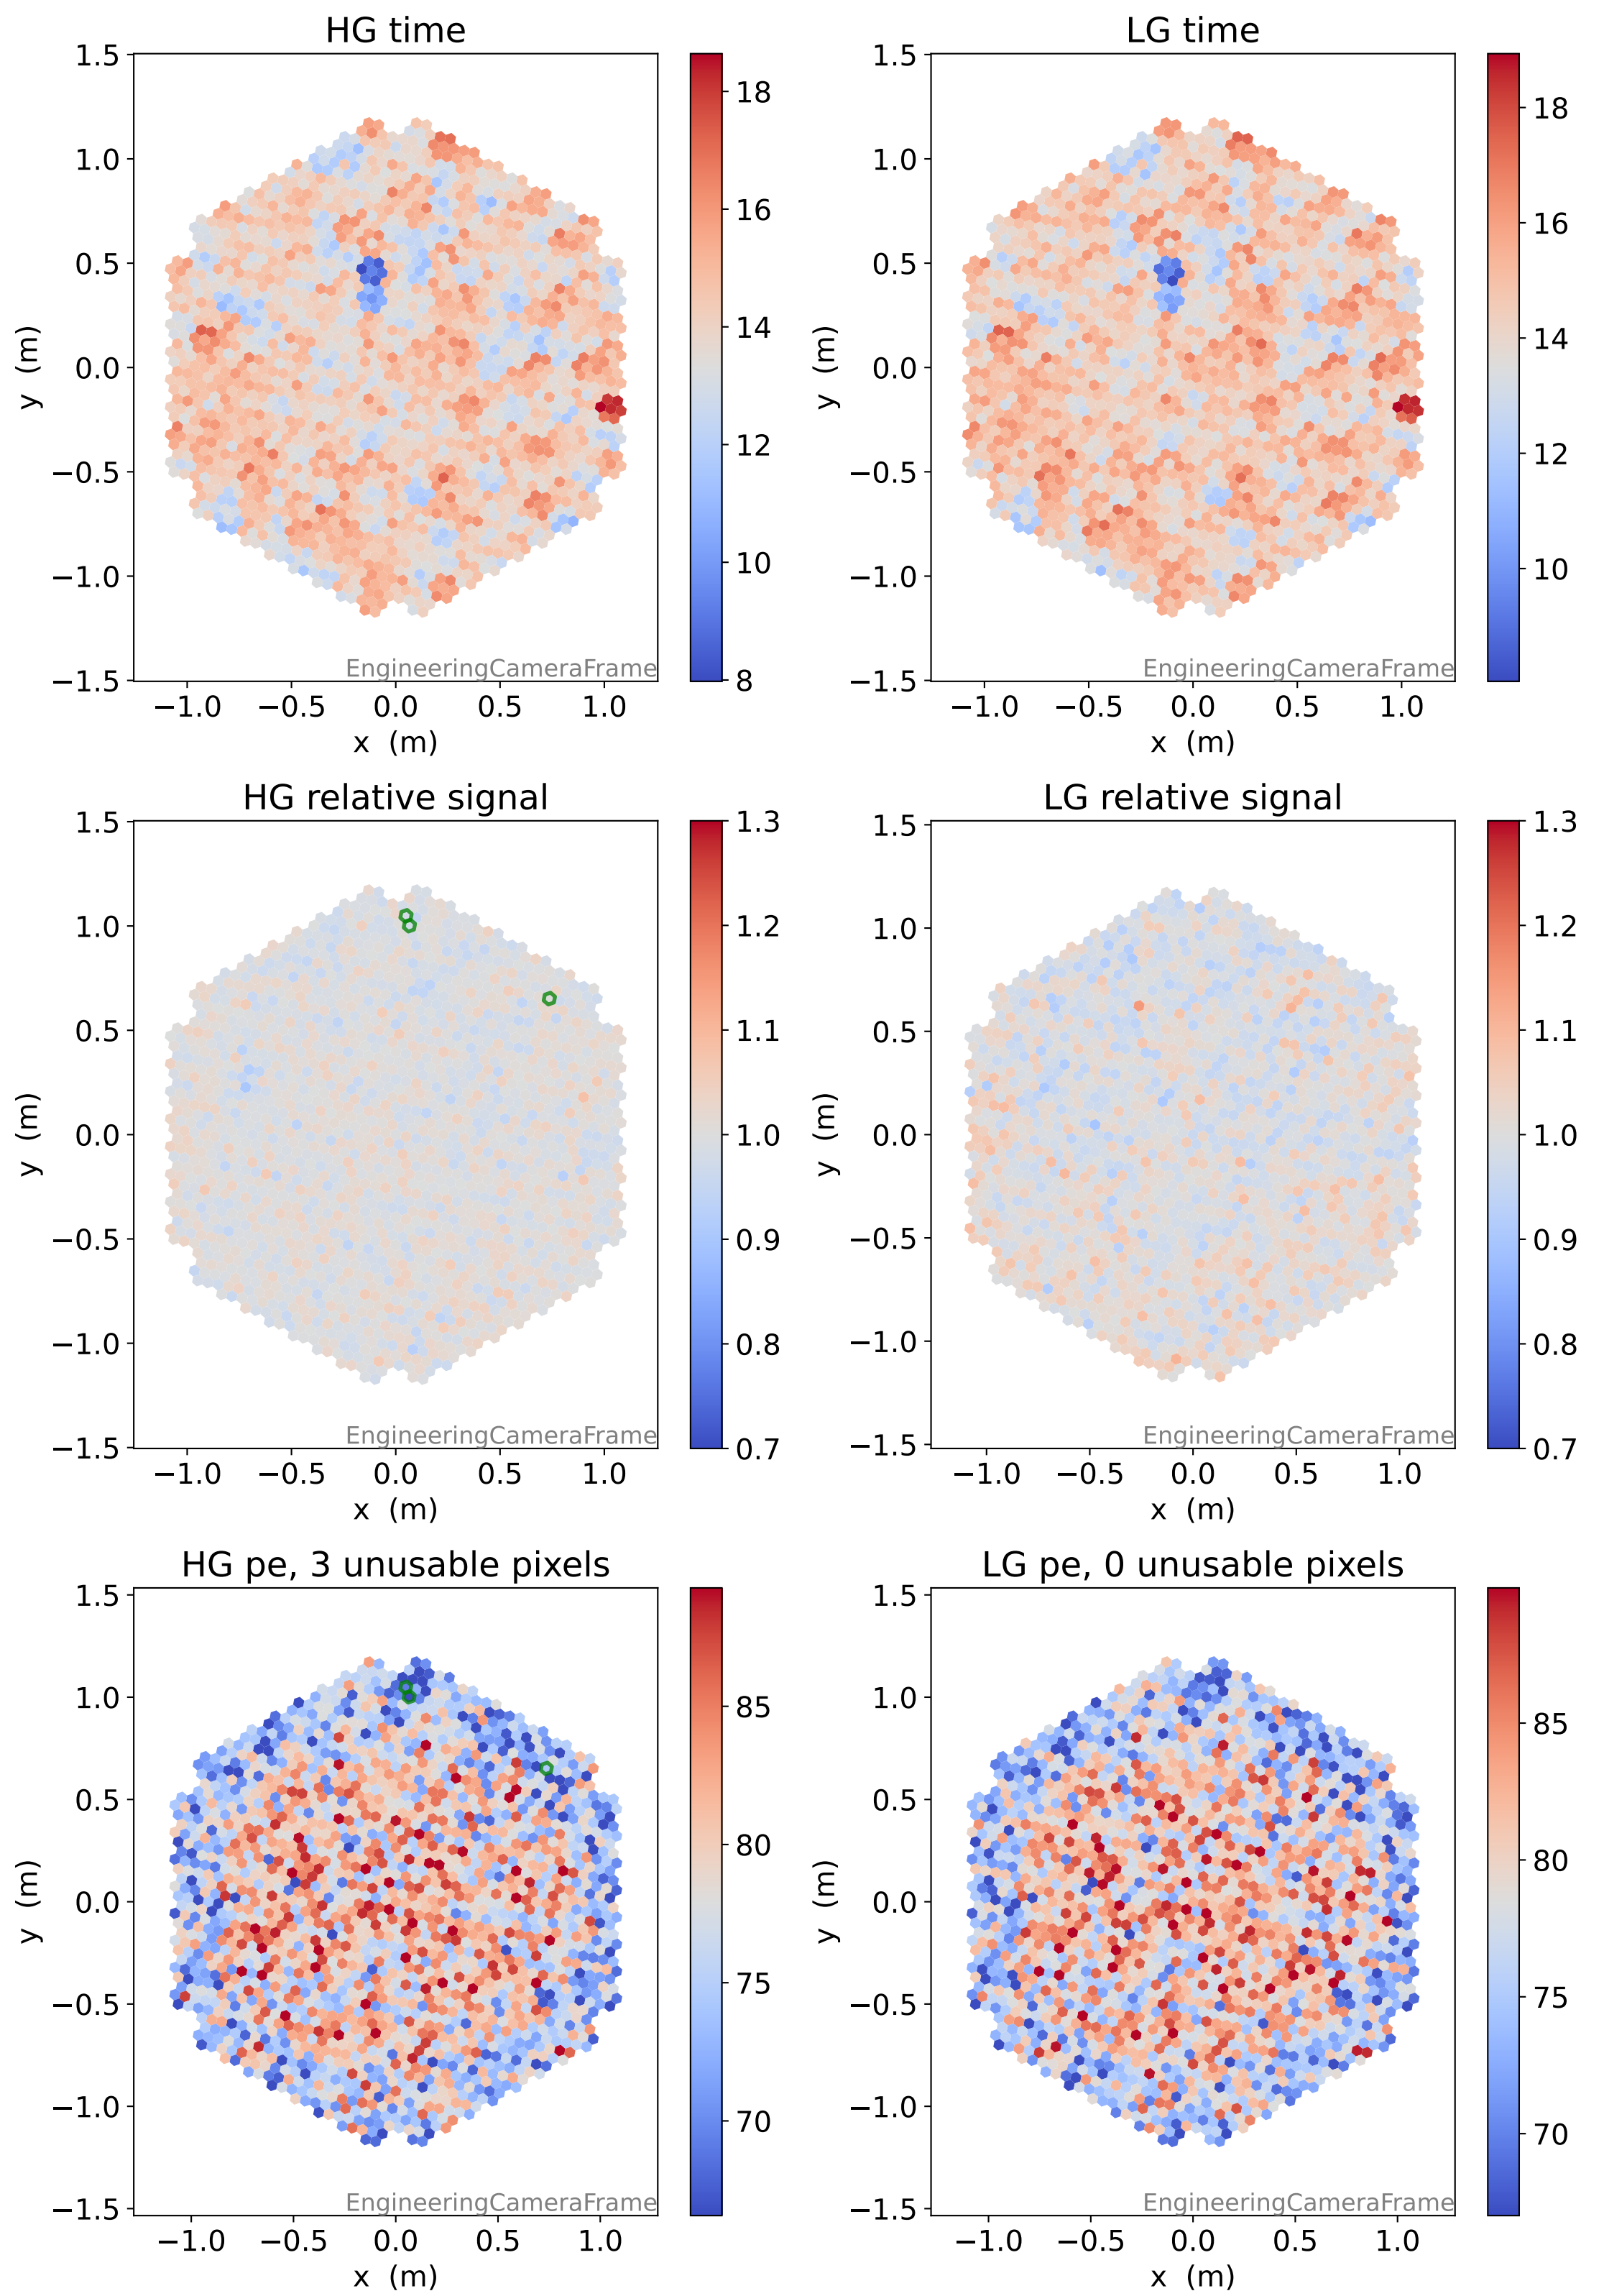 HG time
1.5
1.0
0.5
0.0
−0.5
−1.0
−1.5
y (m)
−1.0 −0.5 0.0 0.5 1.0
x (m)
EngineeringCameraFrame
18
16
14
12
10
8
LG time
1.5
1.0
0.5
0.0
−0.5
−1.0
−1.5
y (m)
−1.0 −0.5 0.0 0.5 1.0
x (m)
EngineeringCameraFrame
18
16
14
12
10
HG relative signal
1.5
1.0
0.5
0.0
−0.5
−1.0
−1.5
y (m)
−1.0 −0.5 0.0 0.5 1.0
x (m)
EngineeringCameraFrame
1.3
1.2
1.1
1.0
0.9
0.8
0.7
LG relative signal
1.5
1.0
0.5
0.0
−0.5
−1.0
−1.5
y (m)
−1.0 −0.5 0.0 0.5 1.0
x (m)
EngineeringCameraFrame
1.3
1.2
1.1
1.0
0.9
0.8
0.7
HG pe, 3 unusable pixels
1.5
1.0
0.5
0.0
−0.5
−1.0
−1.5
y (m)
−1.0 −0.5 0.0 0.5 1.0
x (m)
EngineeringCameraFrame
85
80
75
70
LG pe, 0 unusable pixels
1.5
1.0
0.5
0.0
−0.5
−1.0
−1.5
y (m)
−1.0 −0.5 0.0 0.5 1.0
x (m)
EngineeringCameraFrame
85
80
75
70